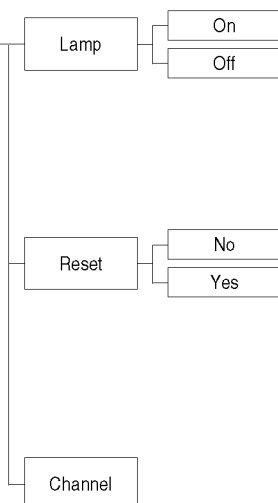 Lamp
On
Off
Reset
No
Yes
Channel